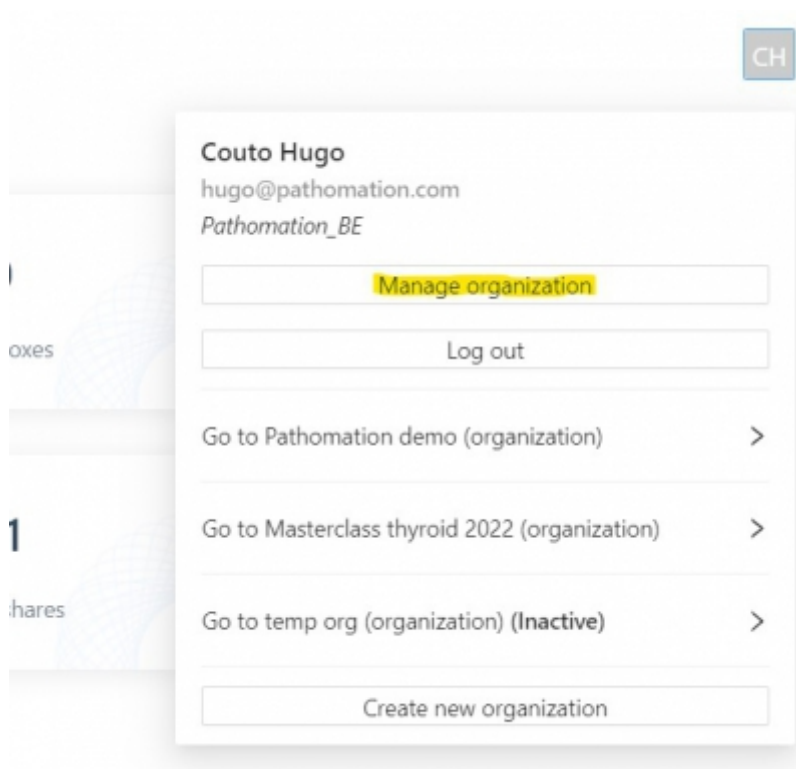 CH
Couto Hugo
hugo@pathomation.com
Pathomation_BE
Manage organization
oxes
Log out
Go to Pathomation demo (organization) >
1
Go to Masterclass thyroid 2022 (organization) >
hares
Go to temp org (organization) (Inactive) >
Create new organization